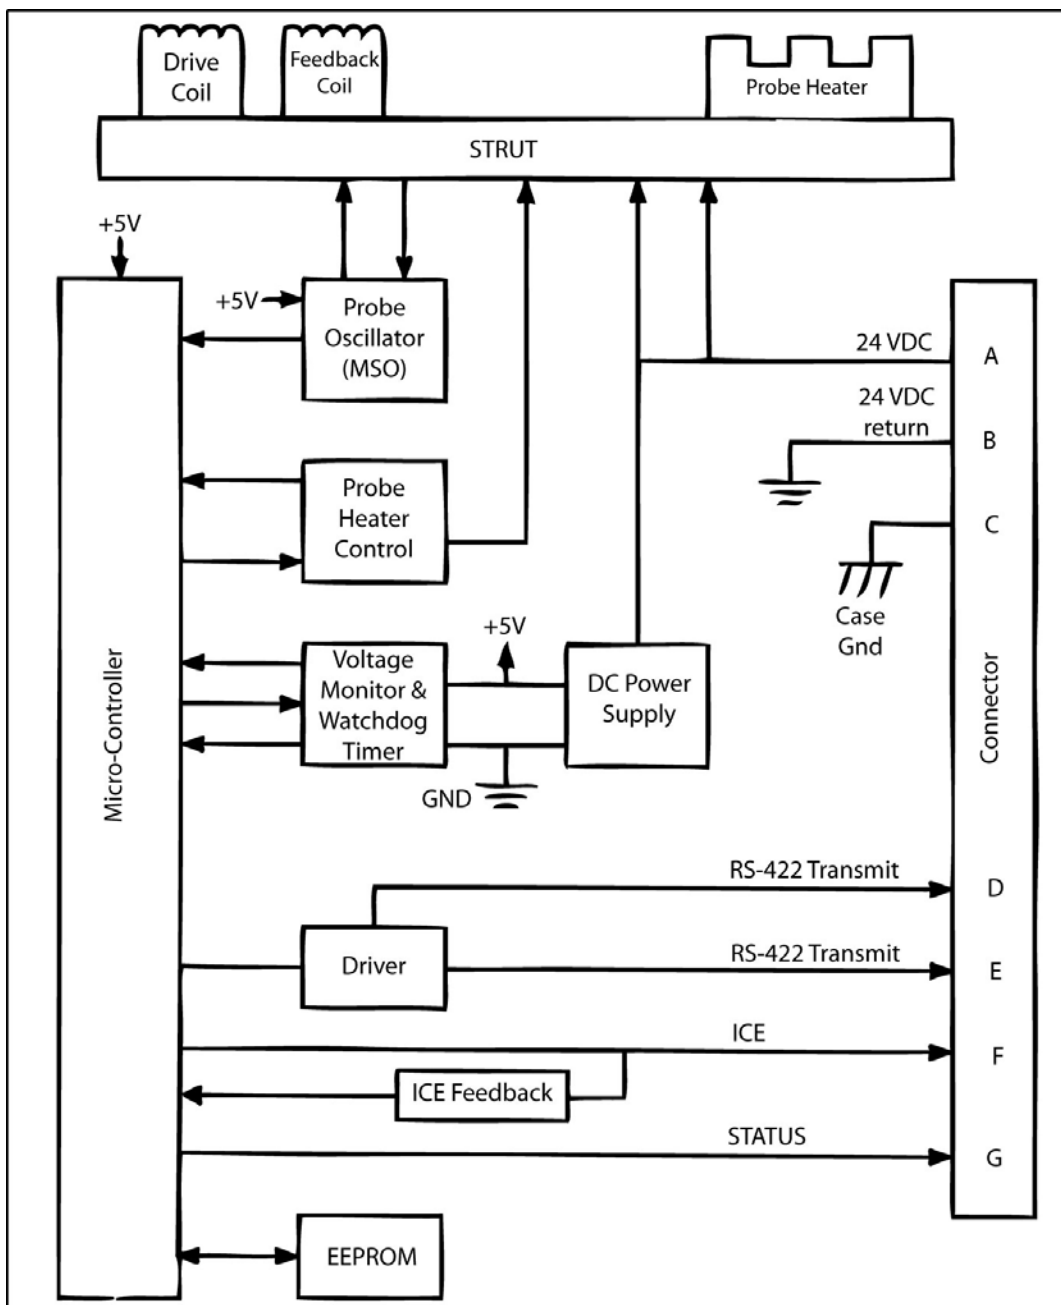 Drive
Coil
Feedback
Coil
Probe Heater
STRUT
+5V
+5V
Probe
Oscillator
(MSO)
24 VDC
A
24 VDC
return
B
Probe
Heater
Control
C
Case
Gnd
+5V
Voltage
Monitor &
Watchdog
Timer
DC Power
Supply
GND
Micro-Controller
Connector
RS-422 Transmit
D
Driver
RS-422 Transmit
E
ICE
F
ICE Feedback
STATUS
G
EEPROM